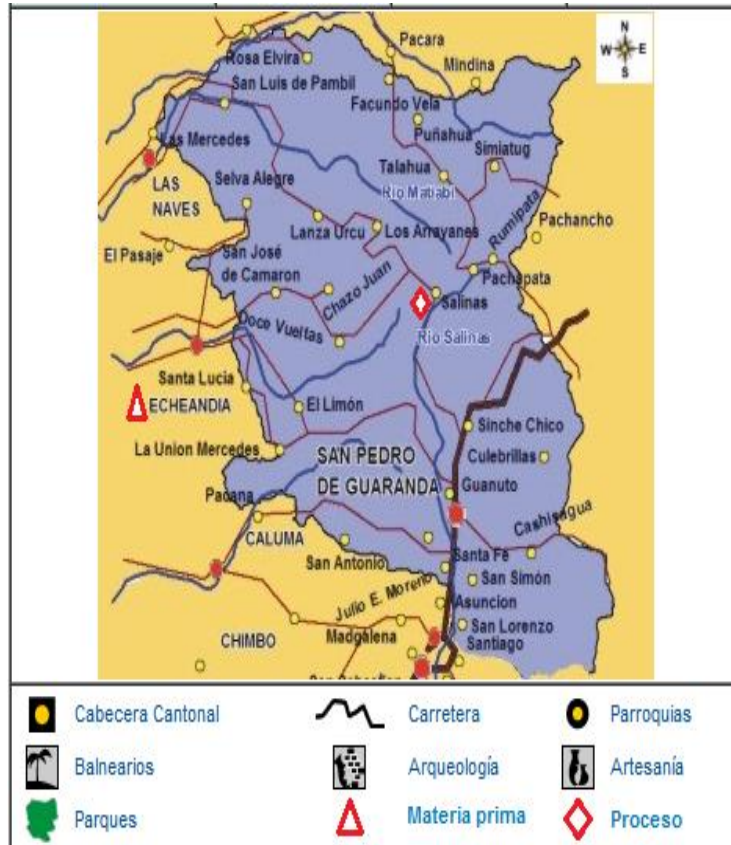 N
W E
S
Pacara
Rosa Elvira
Mindina
San Luis de Pambil
Facundo Vela
Puñahua
Las Mercedes
Simiatug
Talahua
Selva Alegre
Rio Matiabi
LAS
NAVES
Pachancho
Lanza Urcu
Los Arrayanes
Rumipata
El Pasaje
San José
de Camaron
Pachapata
Chazo Juan
Salinas
Doce Vueltas
Rio Salinas
Santa Lucia
ECHEANDIA
El Limón
Sinche Chico
La Union Mercedes
SAN PEDRO
DE GUARANDA
Culebrillas
Guanuto
Pacana
Cashisagua
CALUMA
San Antonio
Santa Fé
San Simón
Julio E. Moreno
Asuncion
Madgalena
San Lorenzo
CHIMBO
Santiago
San Sebastian
Cabecera Cantonal
Carretera
Parroquias
Balnearios
Arqueología
Artesanía
Parques
Materia prima
Proceso